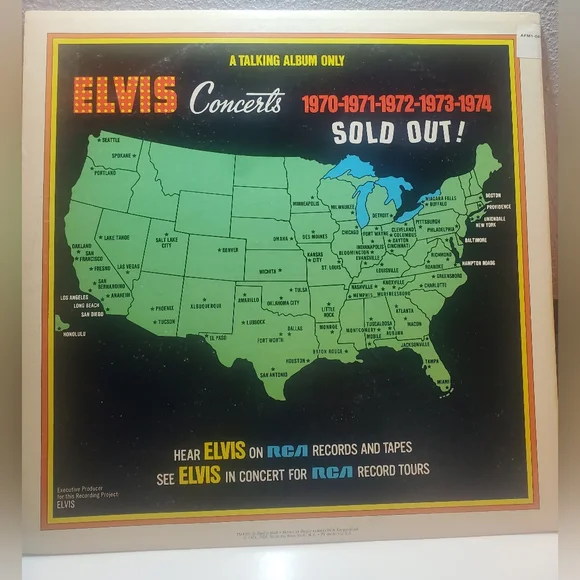 AFM1-0
A TALKING ALBUM ONLY
ELVIS Concerts 1970-1971-1972-1973-1974
SOLD OUT!
SEATTLE
SPOKANE
PORTLAND
MINNEAPOLIS
MILWAUKEE
DETROIT
NIAGARA FALLS
BUFFALO
BOSTON
PROVIDENCE
UNIONDALE
NEW YORK
PITTSBURGH
PHILADELPHIA
CLEVELAND
COLUMBUS
DAYTON
CINCINNATI
BALTIMORE
CHICAGO
FORT WAYNE
INDIANAPOLIS
BLOOMINGTON
EVANSVILLE
OAKLAND
SAN FRANCISCO
LAKE TAHOE
SALT LAKE CITY
DENVER
OMAHA
DES MOINES
KANSAS CITY
ST. LOUIS
WICHITA
RICHMOND
ROANOKE
HAMPTON ROADS
GREENSBORO
FRESNO
LAS VEGAS
SAN BERNARDINO
LOS ANGELES
ANAHEIM
LONG BEACH
SAN DIEGO
HONOLULU
PHOENIX
TUCSON
ALBUQUERQUE
EL PASO
AMARILLO
LUBBOCK
TULSA
OKLAHOMA CITY
LITTLE ROCK
NASHVILLE
KNOXVILLE
MEMPHIS
MURFREESBORO
CHARLOTTE
DALLAS
FORT WORTH
MONROE
ATLANTA
MACON
TUSCALOOSA
MONTGOMERY
AUBURN
MOBILE
JACKSONVILLE
HOUSTON
BATON ROUGE
SAN ANTONIO
TAMPA
MIAMI
HEAR ELVIS ON RCA RECORDS AND TAPES
SEE ELVIS IN CONCERT FOR RCA RECORD TOURS
Executive Producer
for this Recording Project:
ELVIS